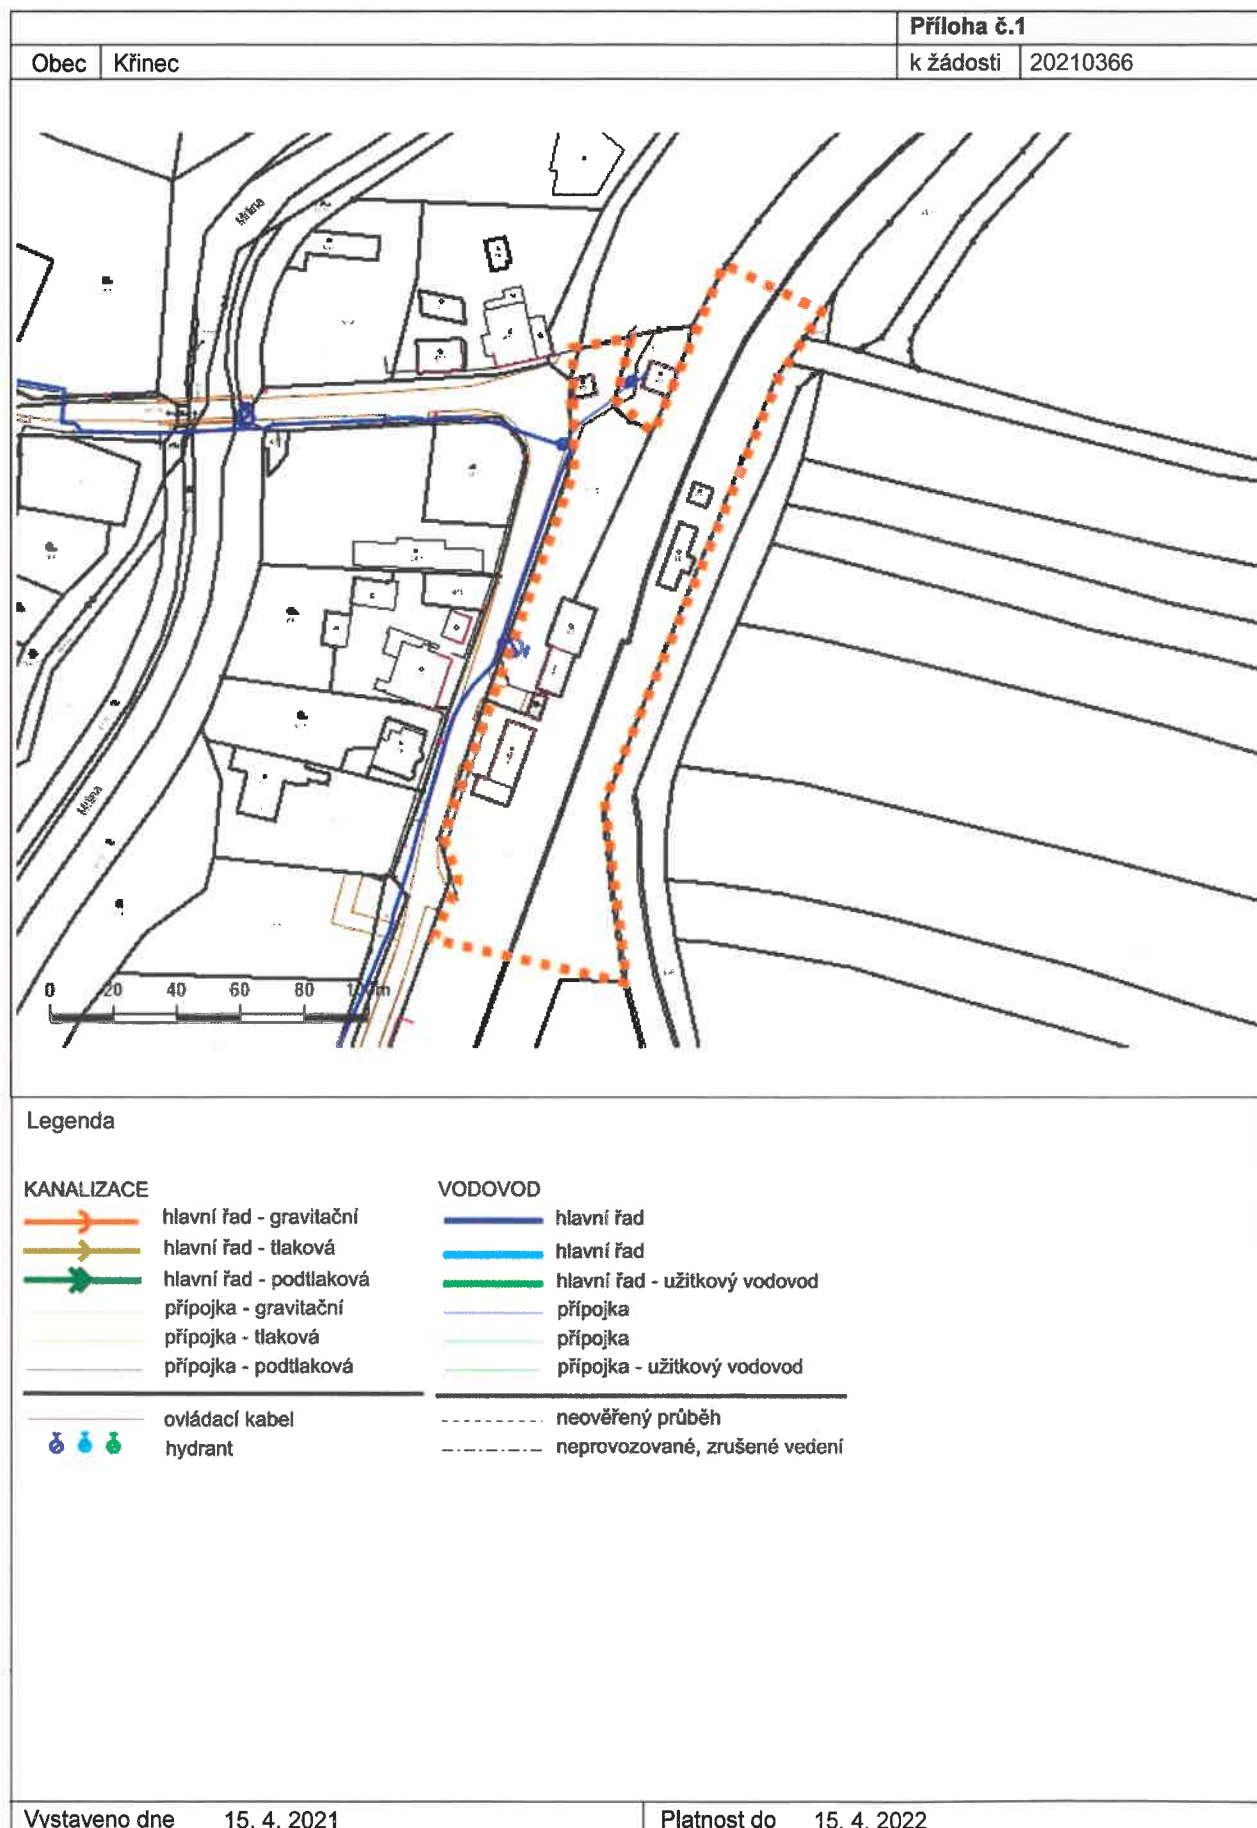 Příloha č.1
Obec Křinec k žádosti 20210366
Mrlina
Mrlina
0 20 40 60 80 100m
Legenda
KANALIZACE VODOVOD
hlavní řad - gravitační hlavní řad
hlavní řad - tlaková hlavní řad
hlavní řad - podtlaková hlavní řad - užitkový vodovod
přípojka - gravitační přípojka
přípojka - tlaková přípojka
přípojka - podtlaková přípojka - užitkový vodovod
ovládací kabel neověřený průběh
hydrant neprovozované, zrušené vedení
Vystaveno dne 15. 4. 2021 Platnost do 15. 4. 2022